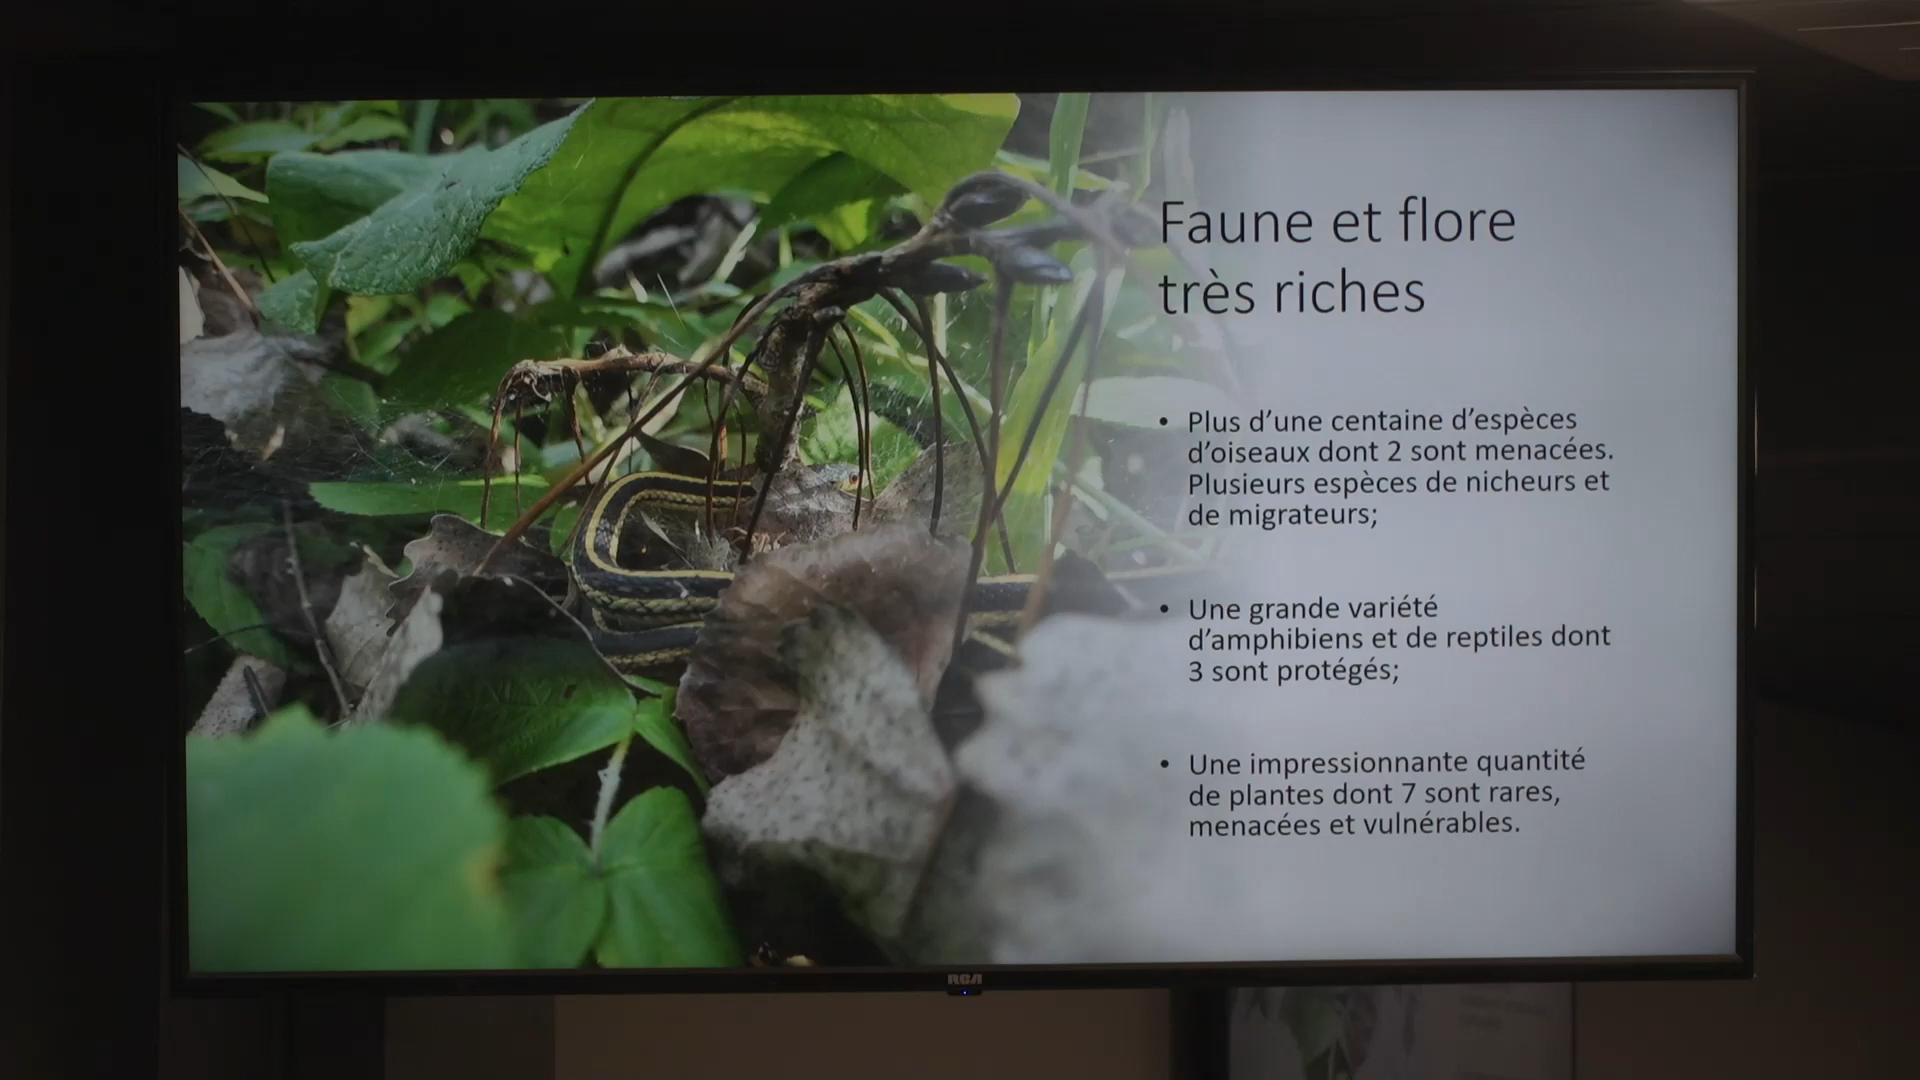 Faune et flore
très riches
• Plus d’une centaine d’espèces
d’oiseaux dont 2 sont menacées.
Plusieurs espèces de nicheurs et
de migrateurs;
• Une grande variété
d’amphibiens et de reptiles dont
3 sont protégés;
• Une impressionnante quantité
de plantes dont 7 sont rares,
menacées et vulnérables.
RCA